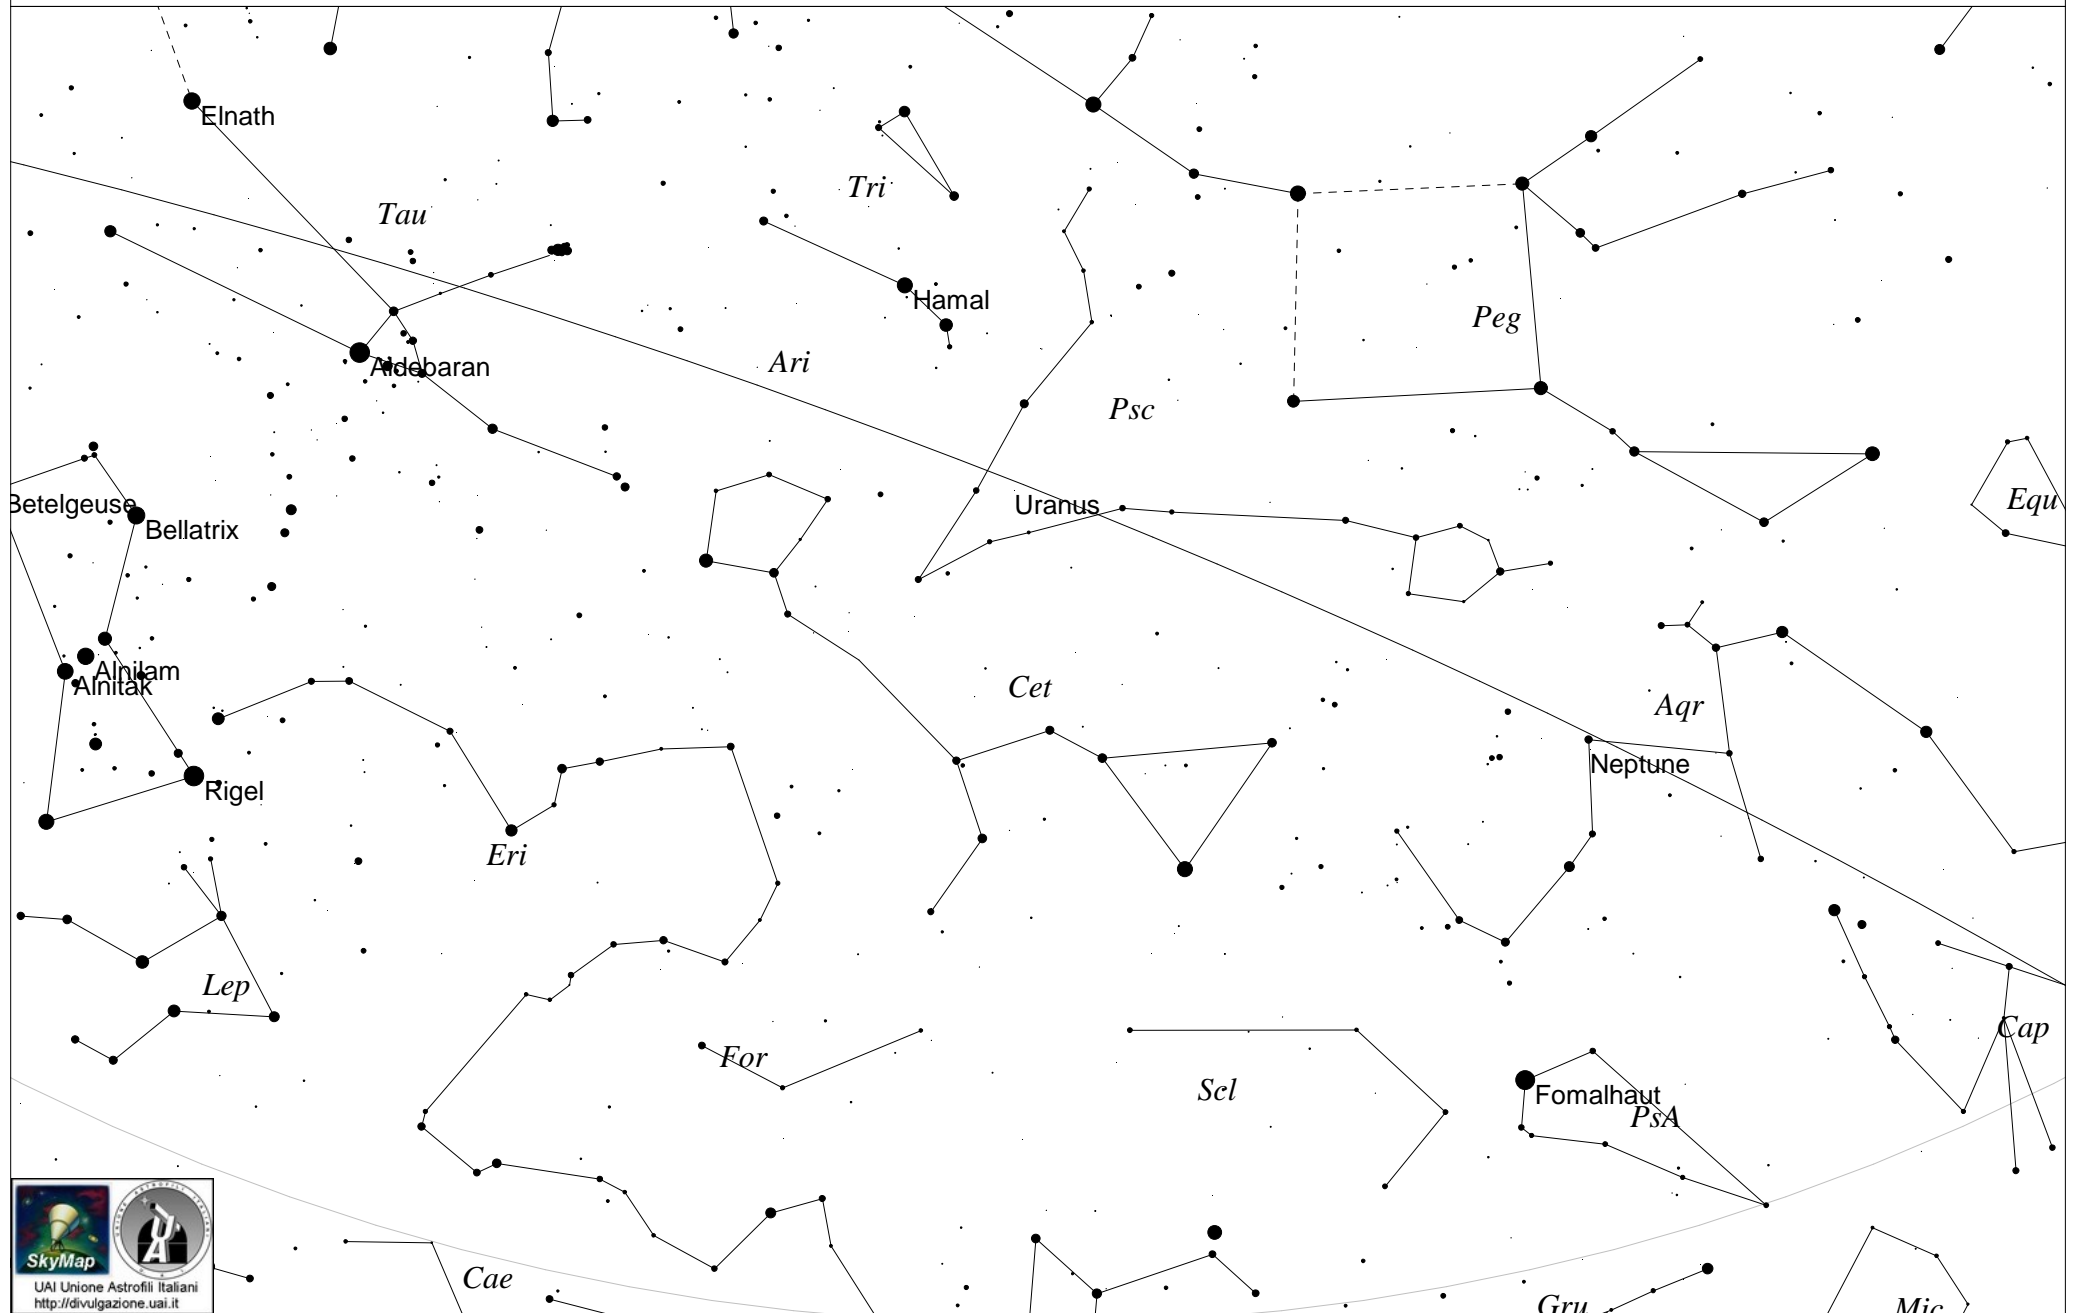 Elnath
Tri
Tau
Hamal
Peg
Ari
Aldebaran
Psc
Equ
Betelgeuse
Uranus
Bellatrix
Alnilam
Alnitak
Cet
Aqr
Neptune
Rigel
Eri
Lep
Cap
For
Scl
Fomalhaut
PsA
SkyMap
UAI
UAI Unione Astrofili Italiani
http://divulgazione.uai.it
Cae
Gru
Mic